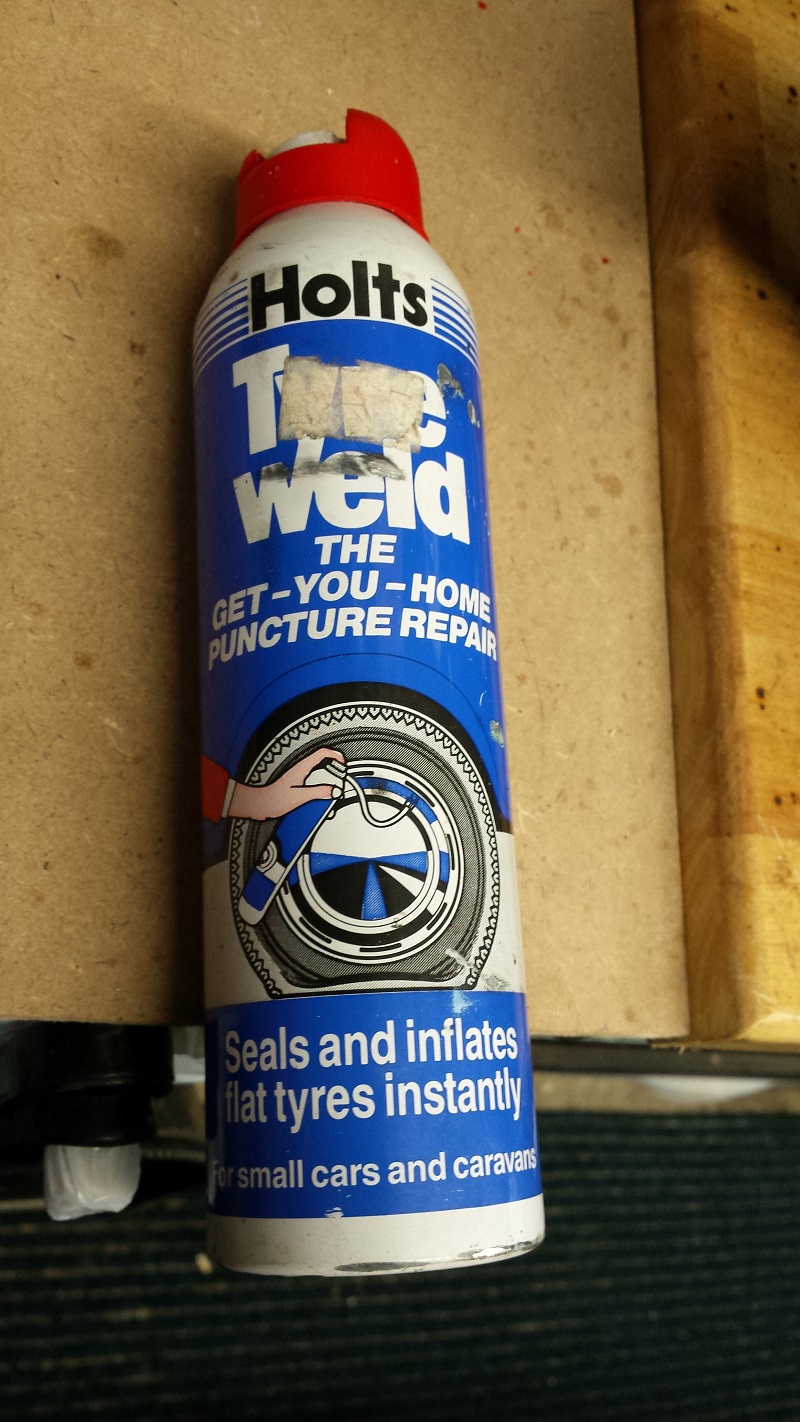 Holts
Tyre
Weld
THE
GET-YOU-HOME
PUNCTURE REPAIR
Seals and inflates
flat tyres instantly
For small cars and caravans